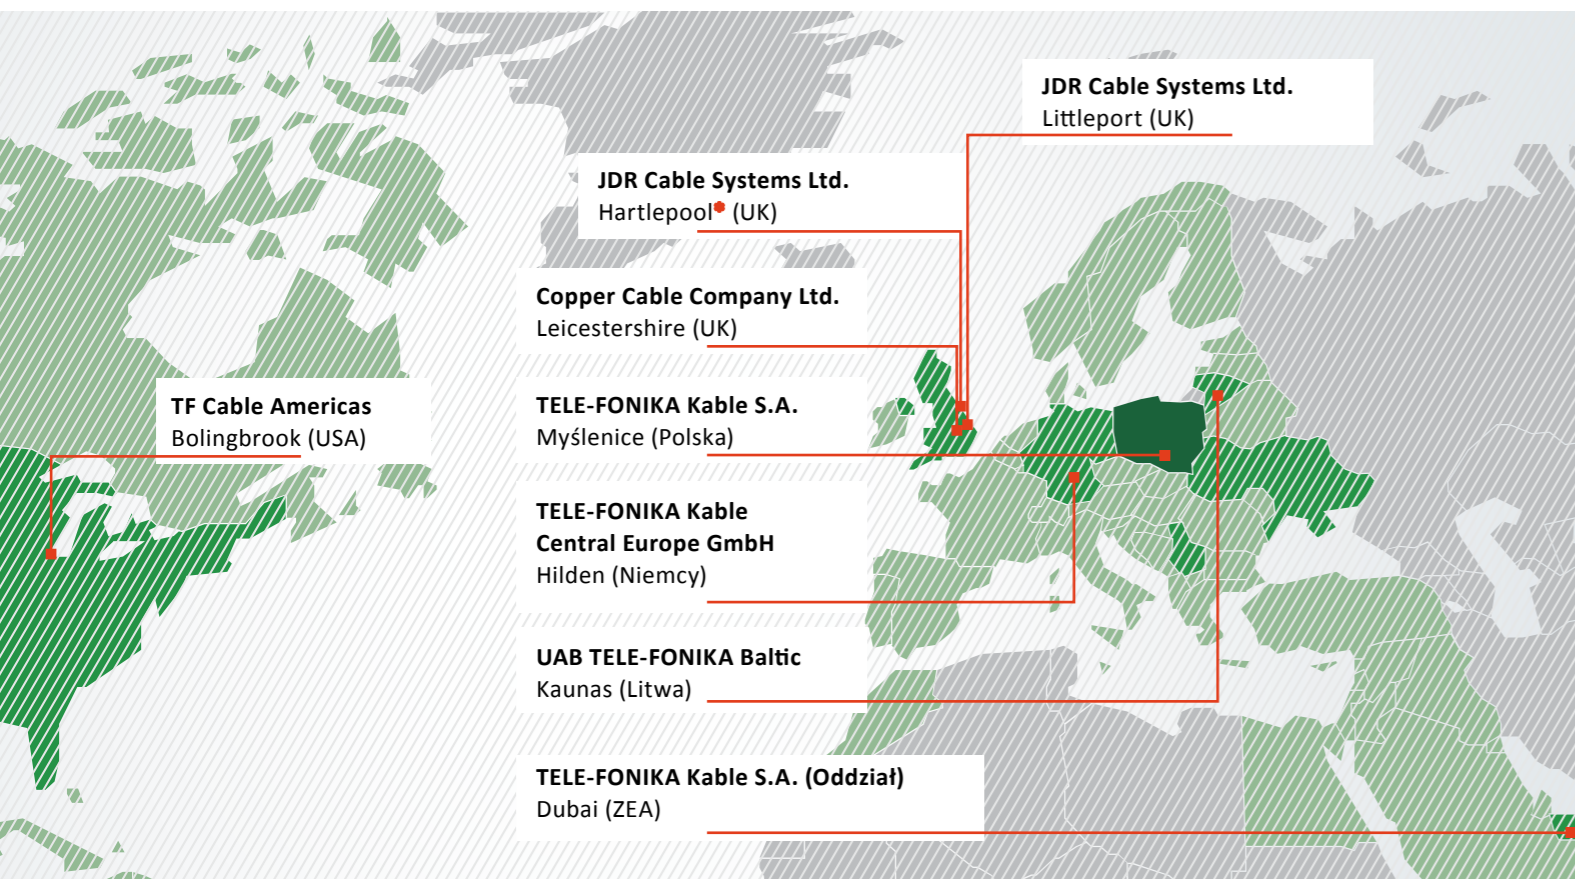 JDR Cable Systems Ltd.
Littleport (UK)
JDR Cable Systems Ltd.
Hartlepool* (UK)
Copper Cable Company Ltd.
Leicestershire (UK)
TF Cable Americas
Bolingbrook (USA)
TELE-FONIKA Kable S.A.
Myślenice (Polska)
TELE-FONIKA Kable
Central Europe GmbH
Hilden (Niemcy)
UAB TELE-FONIKA Baltic
Kaunas (Litwa)
TELE-FONIKA Kable S.A. (Oddział)
Dubai (ZEA)